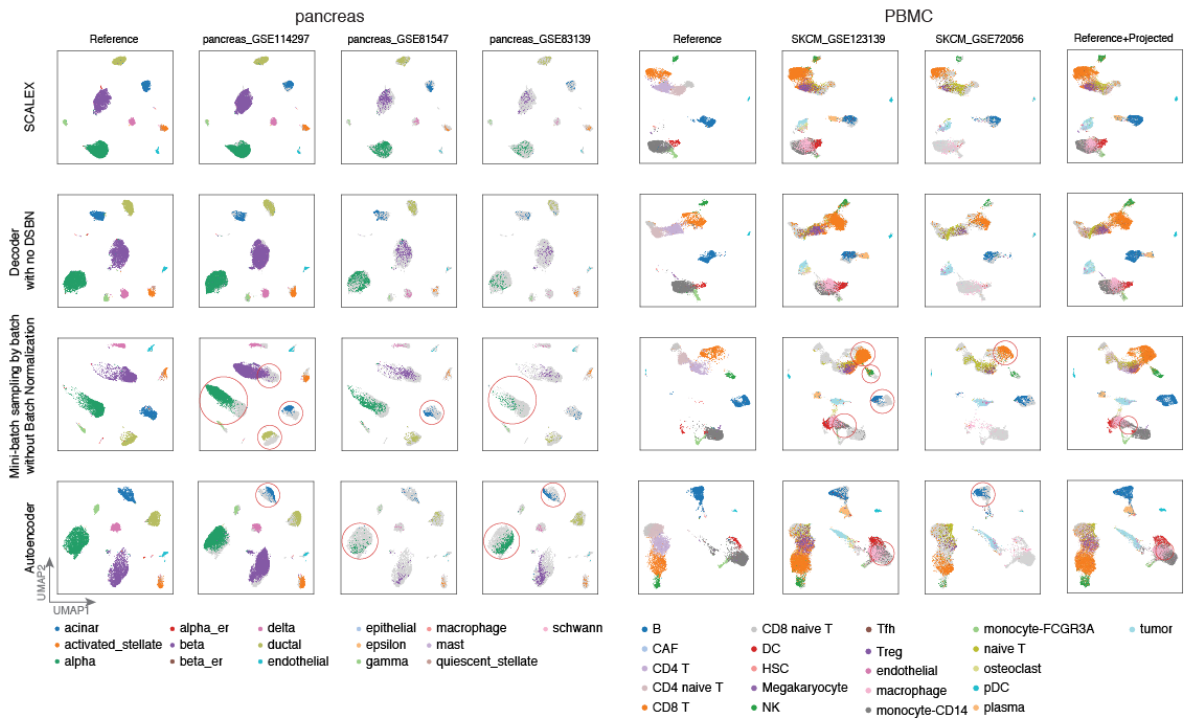 pancreas PBMC
Reference pancreas_GSE114297 pancreas_GSE81547 pancreas_GSE83139 Reference SKCM_GSE123139 SKCM_GSE72056 Reference+Projected
SCALEX
Decoder
with no DSBN
Mini-batch sampling by batch
without Batch Normalization
Autoencoder
UMAP2
UMAP1
acinar alpha_er delta epithelial macrophage schwann
activated_stellate beta ductal epsilon mast
alpha beta_er endothelial gamma quiescent_stellate
B CD8 naive T Tfh monocyte-FCGR3A tumor
CAF DC Treg naive T
CD4 T HSC endothelial osteoclast
CD4 naive T Megakaryocyte macrophage pDC
CD8 T NK monocyte-CD14 plasma